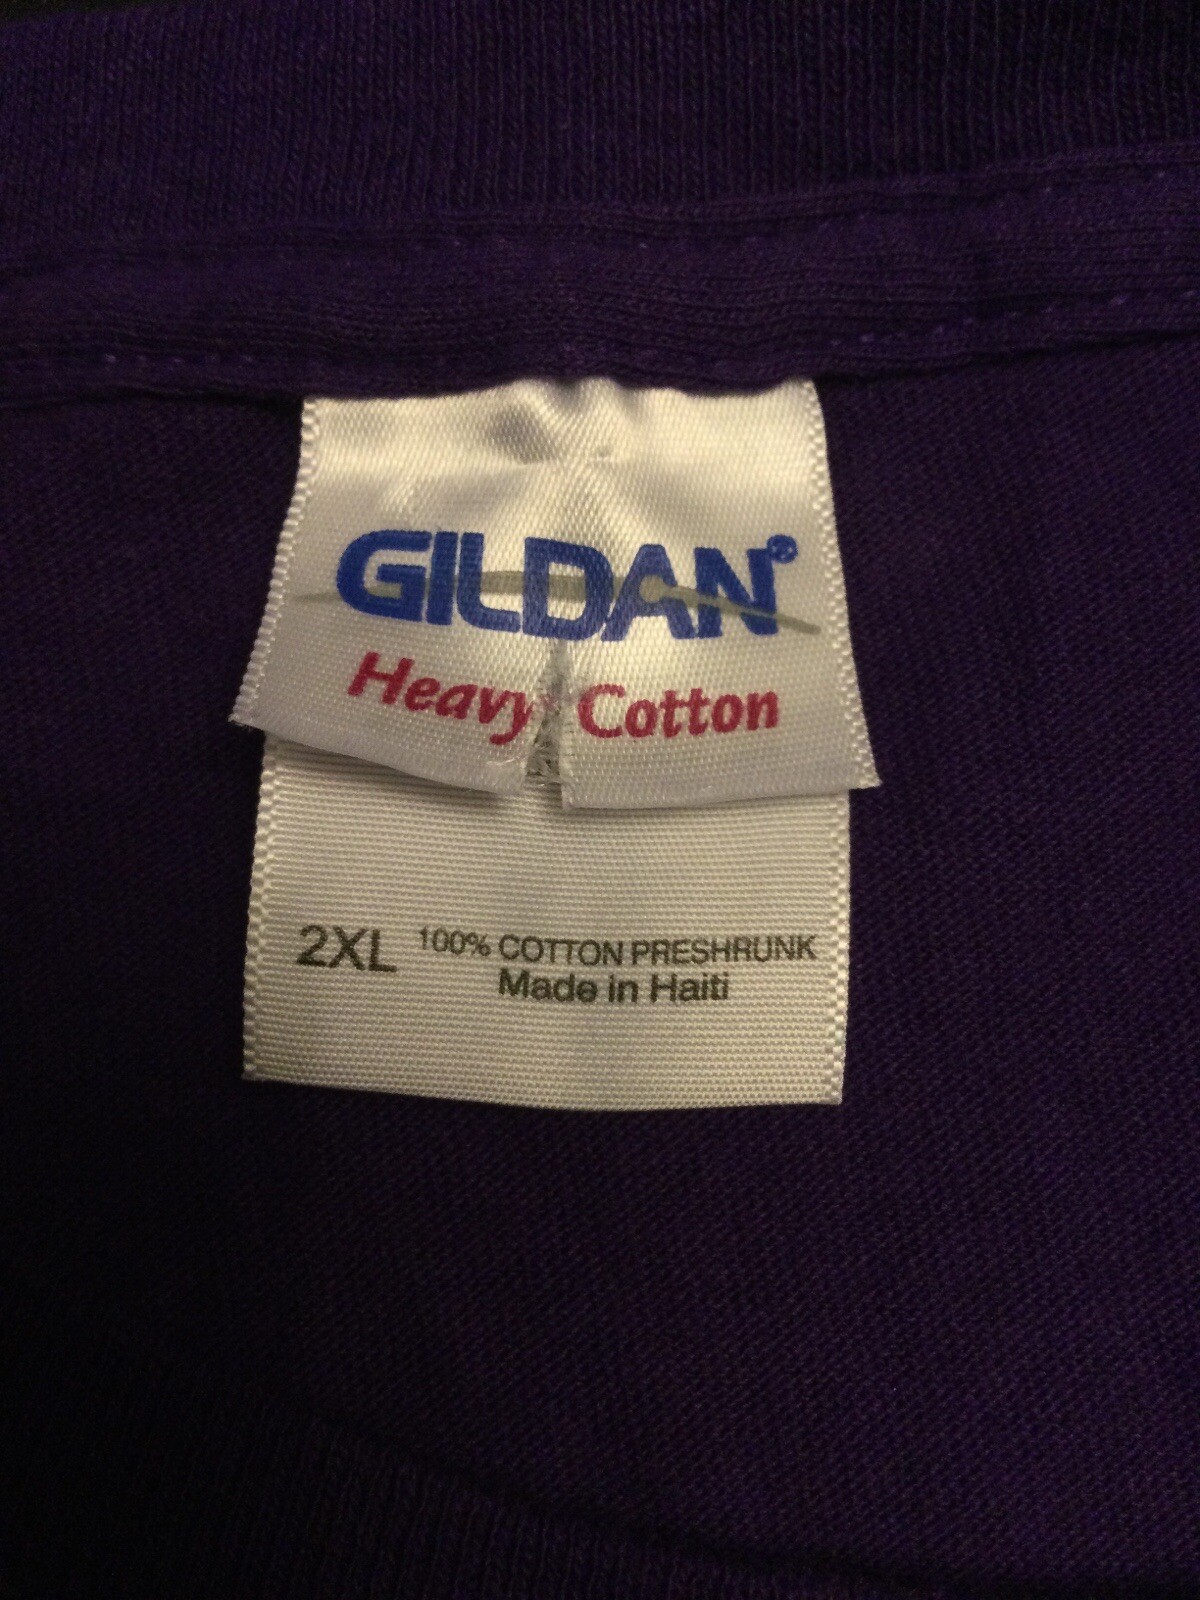 GILDAN®
Heavy Cotton
2XL 100% COTTON PRESHRUNK
Made in Haiti